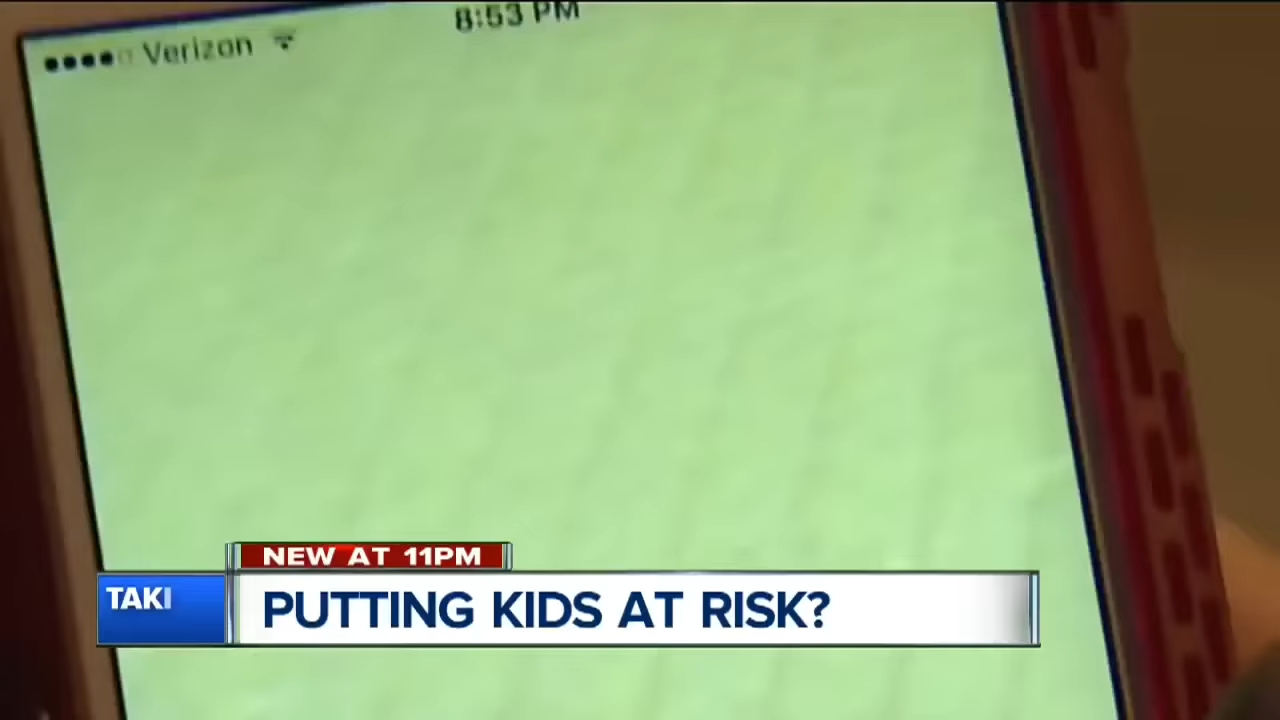 8:53 PM
Verizon
NEW AT 11PM
TAKI
PUTTING KIDS AT RISK?